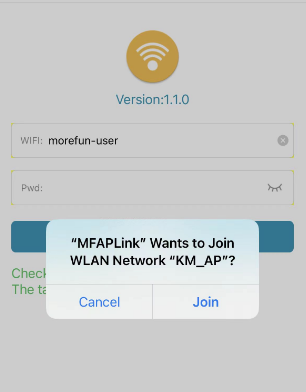 Version:1.1.0
WIFI: morefun-user
Pwd:
"MFAPLink" Wants to Join
WLAN Network "KM_AP"?
Check
The ta
Cancel
Join